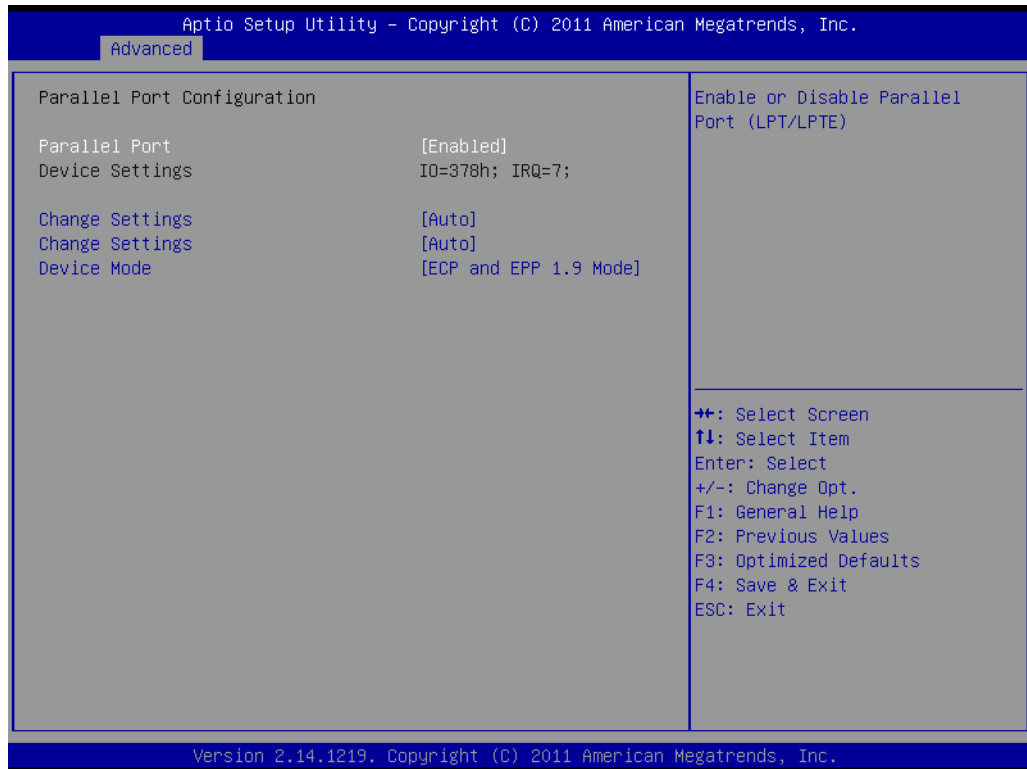 Aptio Setup Utility – Copyright (C) 2011 American Megatrends, Inc.
Advanced
Parallel Port Configuration
Parallel Port [Enabled]
Device Settings IO=378h; IRQ=7;
Change Settings [Auto]
Change Settings [Auto]
Device Mode [ECP and EPP 1.9 Mode]
Enable or Disable Parallel
Port (LPT/LPTE)
→←: Select Screen
↑↓: Select Item
Enter: Select
+/-: Change Opt.
F1: General Help
F2: Previous Values
F3: Optimized Defaults
F4: Save & Exit
ESC: Exit
Version 2.14.1219. Copyright (C) 2011 American Megatrends, Inc.